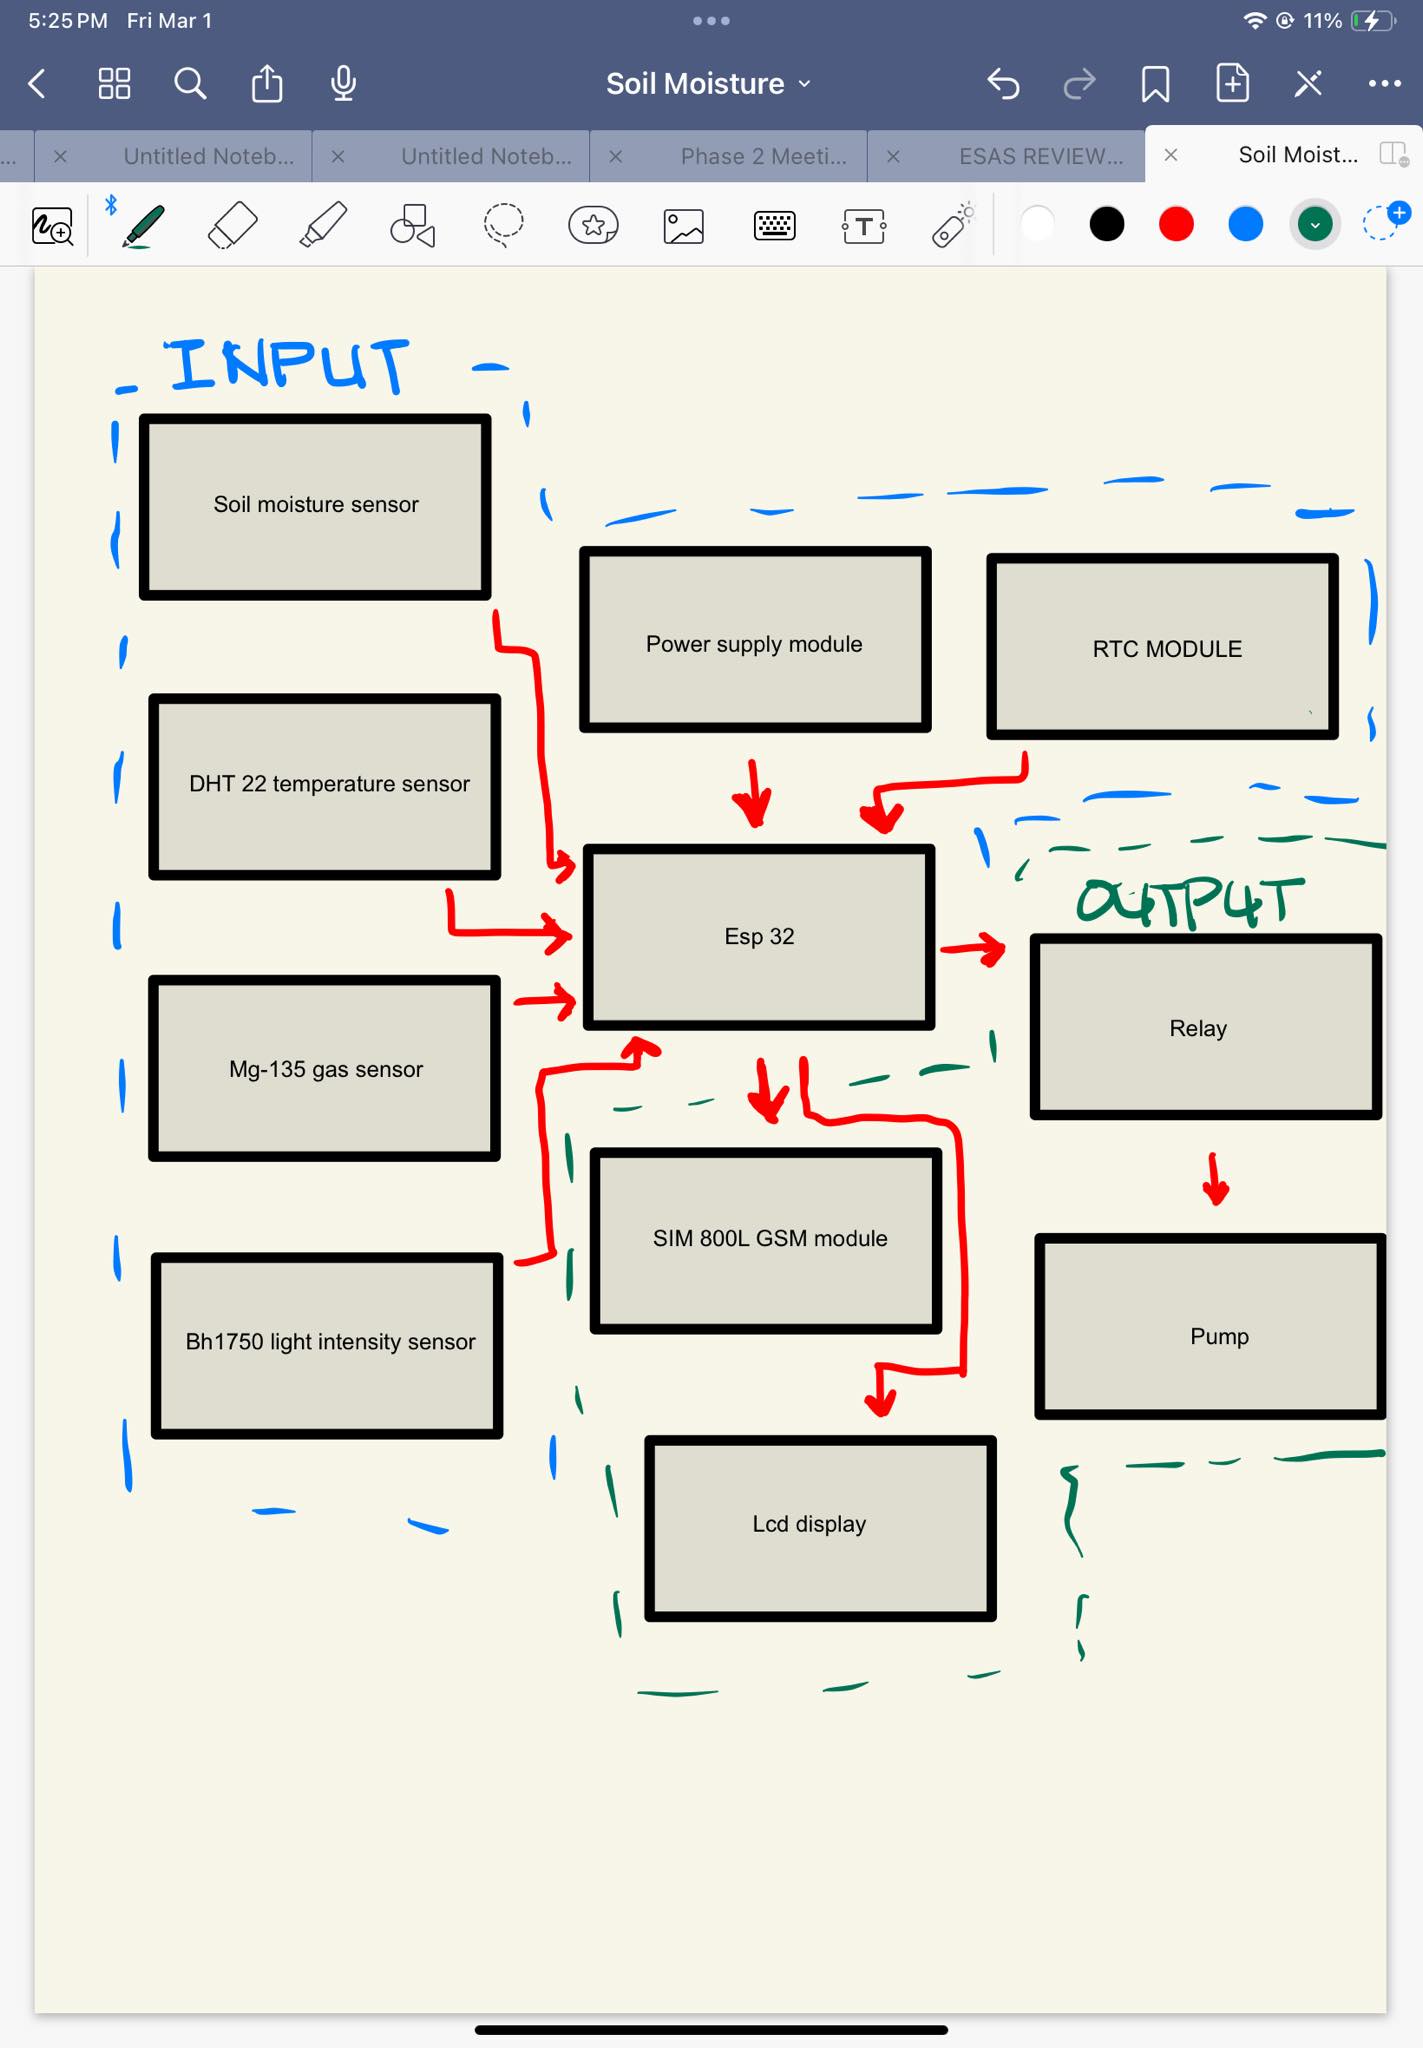 5:25 PM Fri Mar 1
11%
Soil Moisture
...
Untitled Noteb...
Untitled Noteb...
Phase 2 Meeti...
ESAS REVIEW...
Soil Moist...
T
INPUT
Soil moisture sensor
Power supply module
RTC MODULE
DHT 22 temperature sensor
OUTPUT
Esp 32
Relay
Mg-135 gas sensor
SIM 800L GSM module
Pump
Bh1750 light intensity sensor
Lcd display